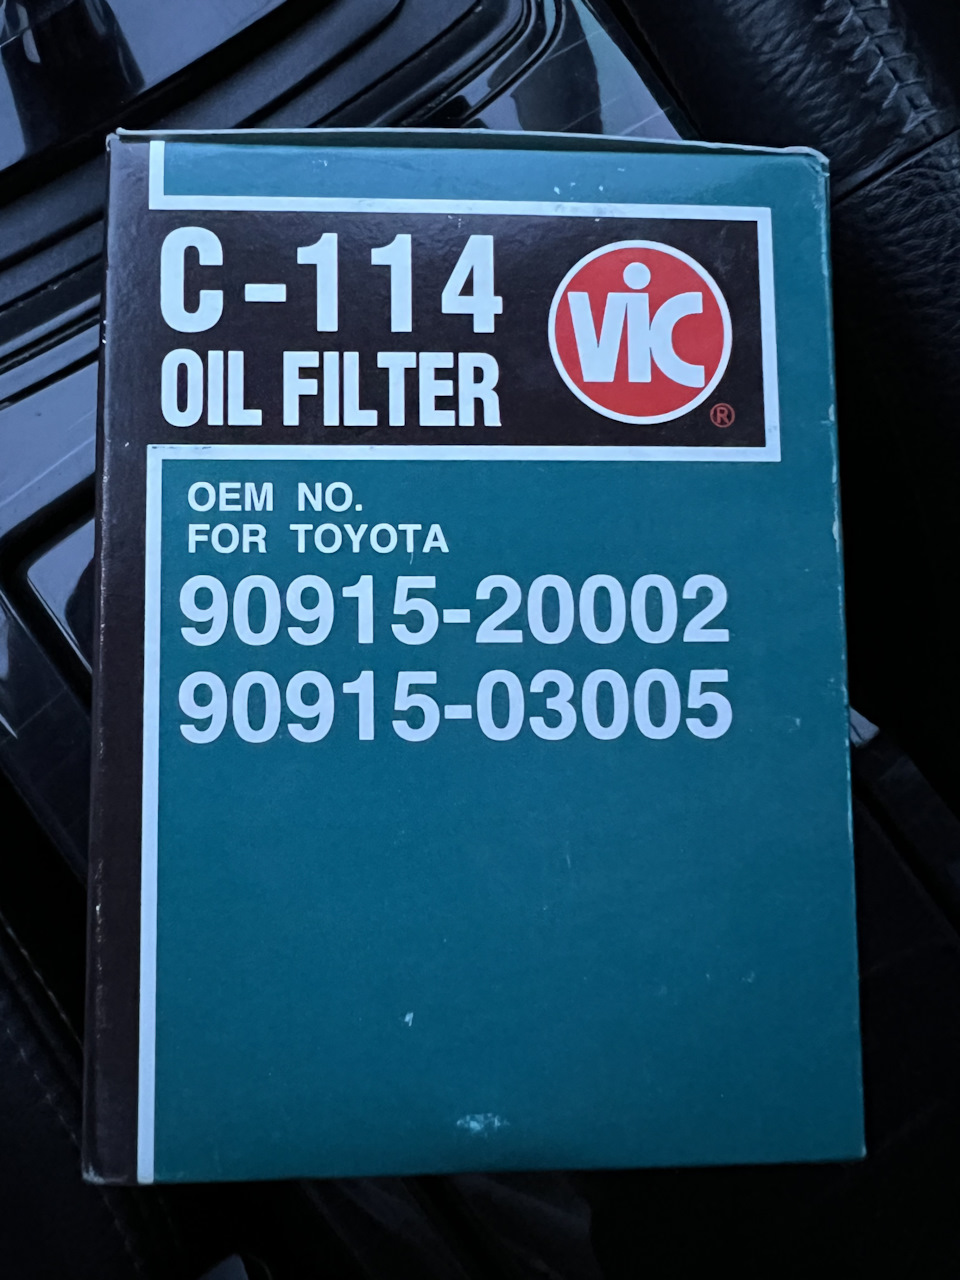 C-114
OIL FILTER
ViC
®
OEM NO.
FOR TOYOTA
90915-20002
90915-03005